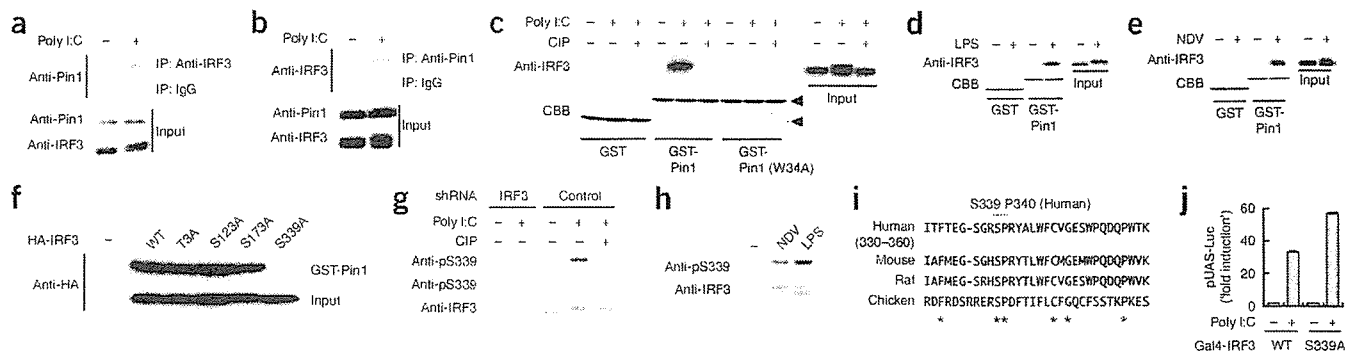 a
Poly I:C – +
Anti-Pin1
IP: Anti-IRF3
IP: IgG
Anti-Pin1
Anti-IRF3
Input
b
Poly I:C – +
Anti-IRF3
IP: Anti-Pin1
IP: IgG
Anti-Pin1
Anti-IRF3
Input
c
Poly I:C – + + – + + – + + – + +
CIP – – + – – + – – + – – +
Anti-IRF3
CBB
GST
GST-Pin1
GST-Pin1 (W34A)
Input
d
LPS – + – + – +
Anti-IRF3
CBB
GST
GST-Pin1
Input
e
NDV – + – + – +
Anti-IRF3
CBB
GST
GST-Pin1
Input
f
HA-IRF3 – WT T3A S123A S173A S339A
Anti-HA
GST-Pin1
Input
g
shRNA IRF3 Control
Poly I:C – + – + +
CIP – – +
Anti-pS339
Anti-pS339
Anti-IRF3
h
– NDV LPS
Anti-pS339
Anti-IRF3
i
S339 P340 (Human)
Human ITFTEG-SGRSPRYALWFCVGESWPQDQPWTK
(330–360)
Mouse IAFMEG-SGHSPRYTLWFCMGEMWPQDQPWVK
Rat IAFMEG-SRHSPRYTLWFCVGESWPQDQPWVK
Chicken RDFRDSRRERSPDFTIFLCFGQCFSSTKPKES
* ** * * *
j
pUAS-Luc
('fold induction')
60
40
20
0
Poly I:C – + – +
Gal4-IRF3 WT S339A